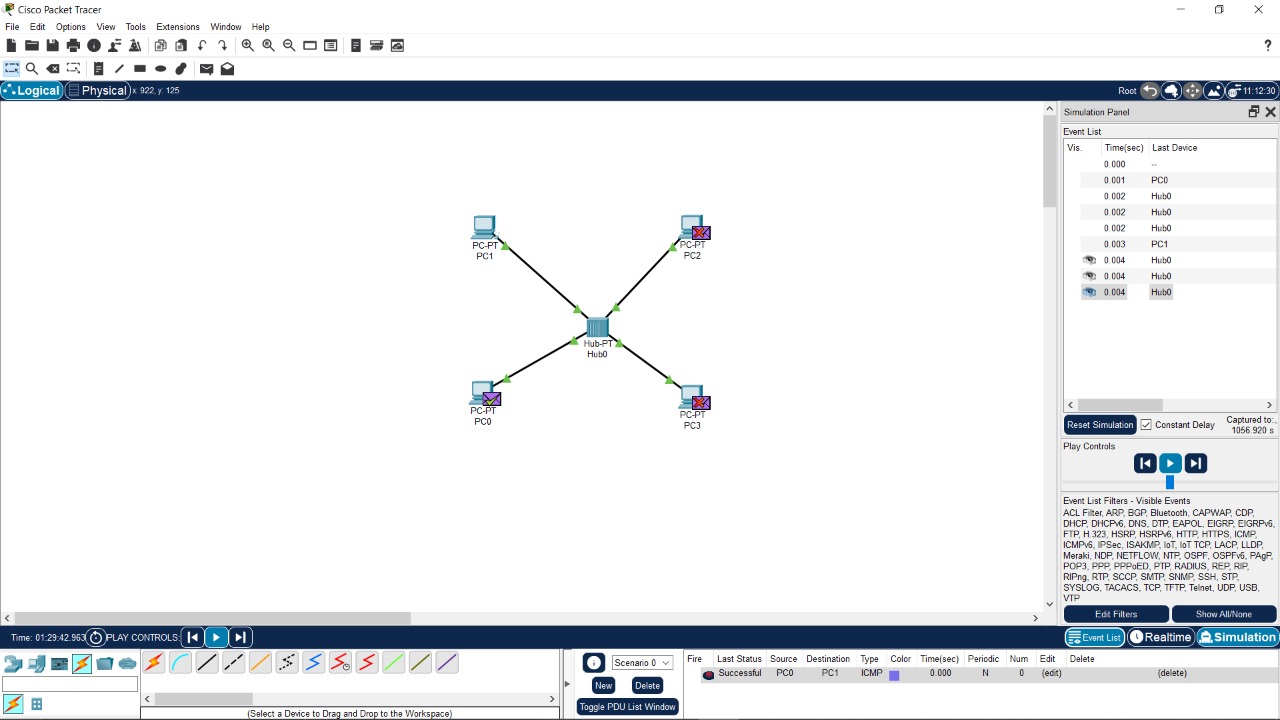 Cisco Packet Tracer
File Edit Options View Tools Extensions Window Help
Logical Physical x: 922, y: 125
Root 11:12:30
PC-PT
PC1
PC-PT
PC2
Hub-PT
Hub0
PC-PT
PC0
PC-PT
PC3
Simulation Panel
Event List
Vis. Time(sec) Last Device
0.000 --
0.001 PC0
0.002 Hub0
0.002 Hub0
0.002 Hub0
0.003 PC1
0.004 Hub0
0.004 Hub0
0.004 Hub0
Reset Simulation Constant Delay Captured to:
1056.920 s
Play Controls
Event List Filters - Visible Events
ACL Filter, ARP, BGP, Bluetooth, CAPWAP, CDP,
DHCP, DHCPv6, DNS, DTP, EAPOL, EIGRP, EIGRPv6,
FTP, H.323, HSRP, HSRPv6, HTTP, HTTPS, ICMP,
ICMPv6, IPSec, ISAKMP, IoT, IoT TCP, LACP, LLDP,
Meraki, NDP, NETFLOW, NTP, OSPF, OSPFv6, PAgP,
POP3, PPP, PPPoED, PTP, RADIUS, REP, RIP,
RIPng, RTP, SCCP, SMTP, SNMP, SSH, STP,
SYSLOG, TACACS, TCP, TFTP, Telnet, UDP, USB,
VTP
Edit Filters Show All/None
Time: 01:29:42.963 PLAY CONTROLS:
Event List Realtime Simulation
(Select a Device to Drag and Drop to the Workspace)
Scenario 0
New Delete
Toggle PDU List Window
Fire Last Status Source Destination Type Color Time(sec) Periodic Num Edit Delete
Successful PC0 PC1 ICMP 0.000 N 0 (edit) (delete)